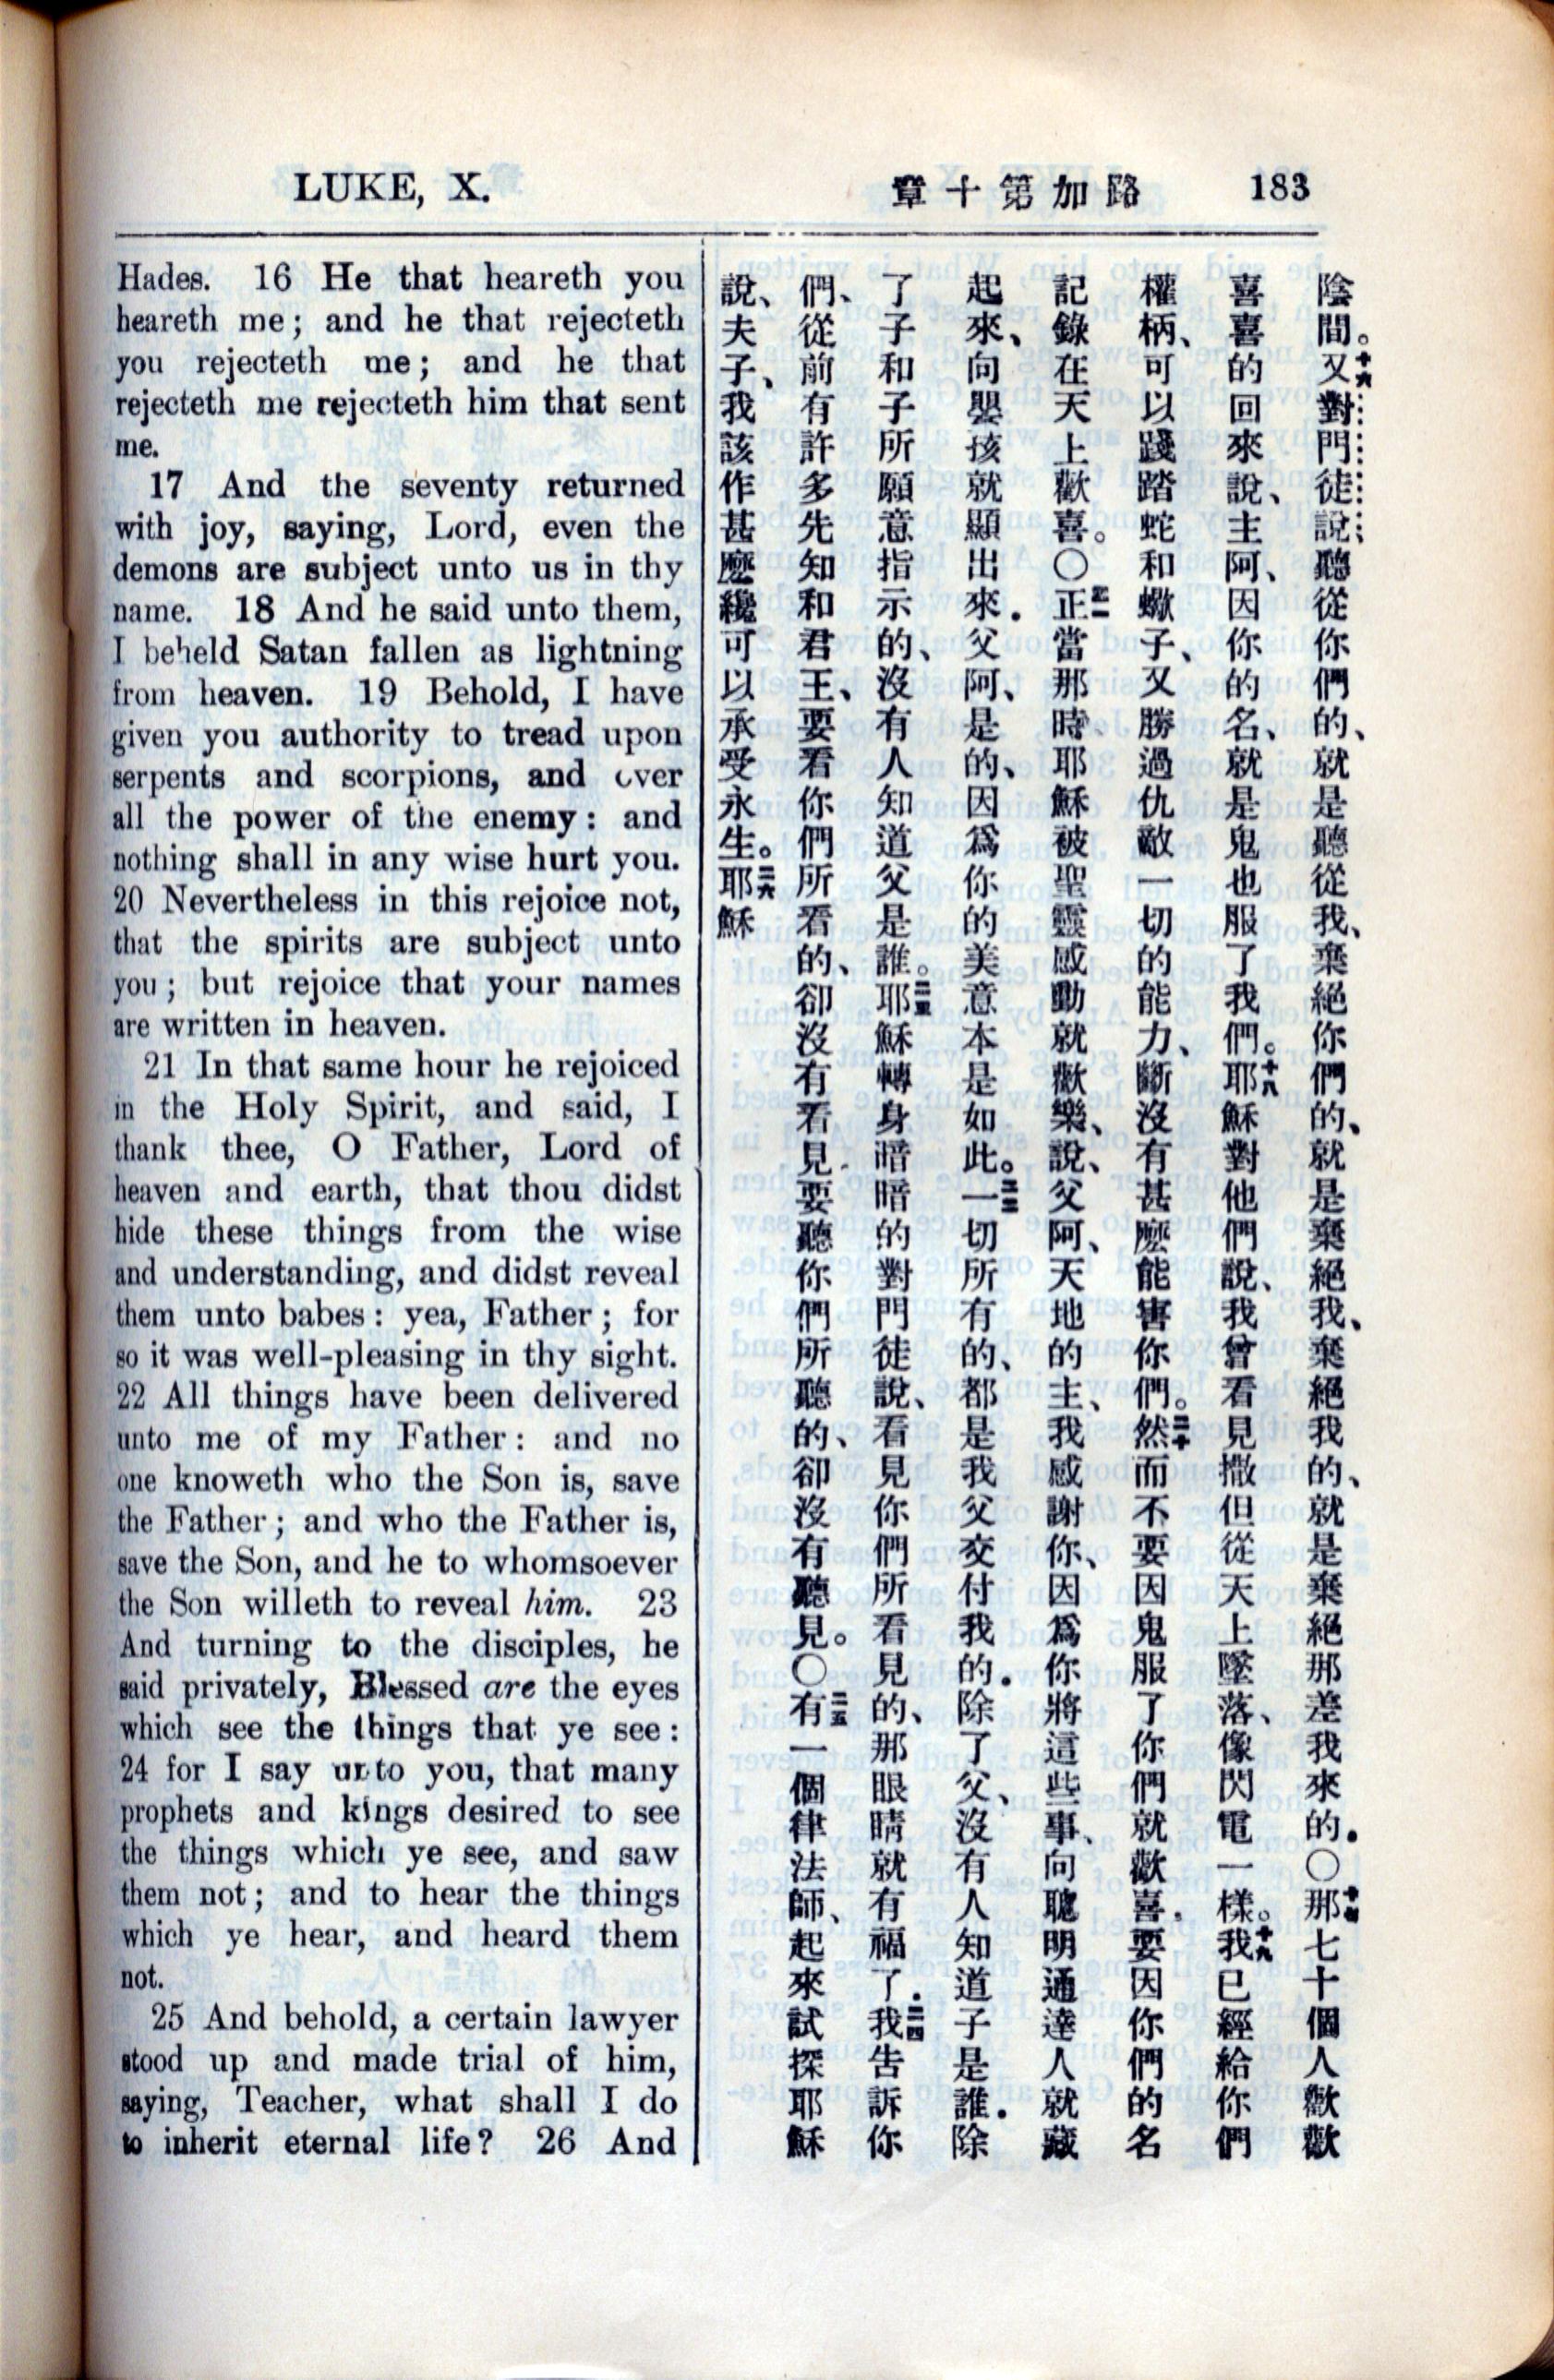 LUKE, X.
路加第十章
183
Hades. 16 He that heareth you
heareth me; and he that rejecteth
you rejecteth me; and he that
rejecteth me rejecteth him that sent
me.
17 And the seventy returned
with joy, saying, Lord, even the
demons are subject unto us in thy
name. 18 And he said unto them,
I beheld Satan fallen as lightning
from heaven. 19 Behold, I have
given you authority to tread upon
serpents and scorpions, and over
all the power of the enemy: and
nothing shall in any wise hurt you.
20 Nevertheless in this rejoice not,
that the spirits are subject unto
you; but rejoice that your names
are written in heaven.
21 In that same hour he rejoiced
in the Holy Spirit, and said, I
thank thee, O Father, Lord of
heaven and earth, that thou didst
hide these things from the wise
and understanding, and didst reveal
them unto babes: yea, Father; for
so it was well-pleasing in thy sight.
22 All things have been delivered
unto me of my Father: and no
one knoweth who the Son is, save
the Father; and who the Father is,
save the Son, and he to whomsoever
the Son willeth to reveal him. 23
And turning to the disciples, he
said privately, Blessed are the eyes
which see the things that ye see:
24 for I say unto you, that many
prophets and kings desired to see
the things which ye see, and saw
them not; and to hear the things
which ye hear, and heard them
not.
25 And behold, a certain lawyer
stood up and made trial of him,
saying, Teacher, what shall I do
to inherit eternal life? 26 And
陰間。十六又對門徒說聽從你們的、就是聽從我、棄絕你們的、就是棄絕我、棄絕我的、就是棄絕那差我來的.〇十七那七十個人歡歡
喜喜的回來說、主阿、因你的名、就是鬼也服了我們。十八耶穌對他們說、我曾看見撒但從天上墜落、像閃電一樣。十九我已經給你們
權柄、可以踐踏蛇和蠍子、又勝過仇敵一切的能力、斷沒有甚麼能害你們。二十然而不要因鬼服了你們就歡喜.要因你們的名
記錄在天上歡喜。〇二一正當那時、耶穌被聖靈感動就歡樂、說、父阿、天地的主、我感謝你、因為你將這些事、向聰明通達人就藏
起來、向嬰孩就顯出來.父阿、是的、因為你的美意本是如此。二二一切所有的、都是我父交付我的.除了父、沒有人知道子是誰.除
了子和子所願意指示的、沒有人知道父是誰。二三耶穌轉身暗暗的對門徒說、看見你們所看見的、那眼睛就有福了.二四我告訴你
們、從前有許多先知和君王、要看你們所看的、卻沒有看見.要聽你們所聽的、卻沒有聽見。〇二五有一個律法師、起來試探耶穌
說、夫子、我該作甚麼纔可以承受永生。二六耶穌